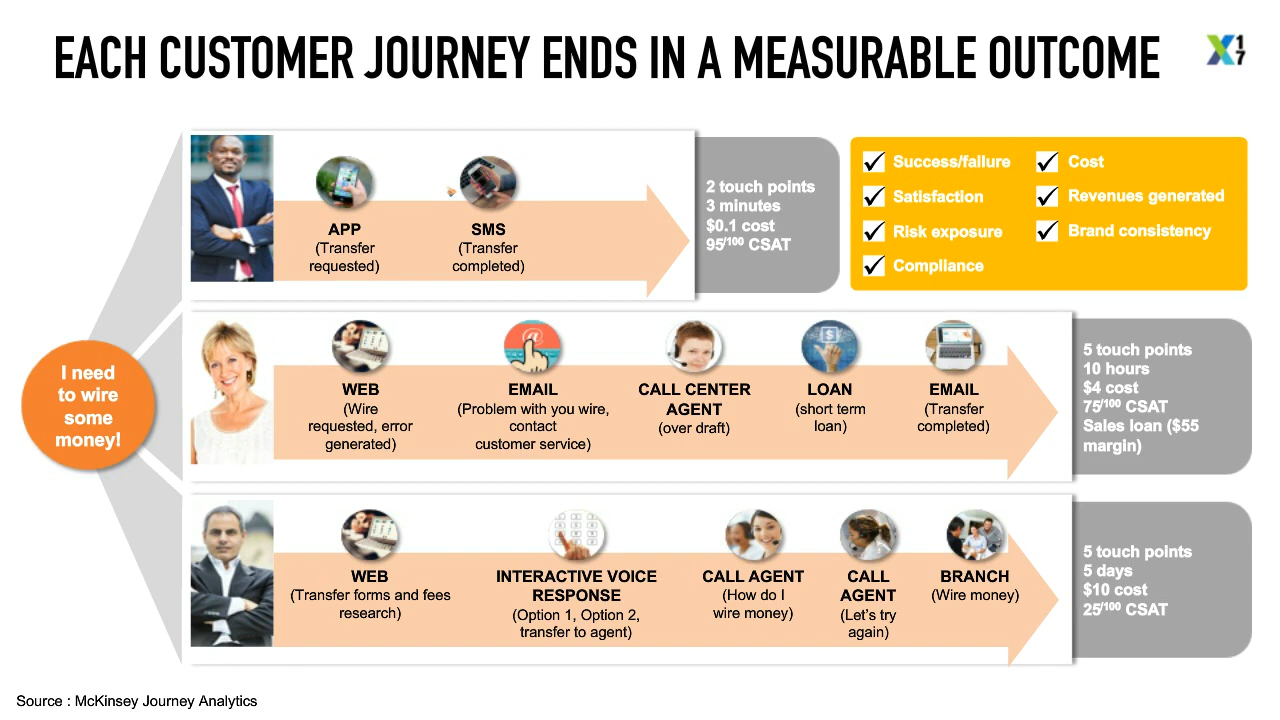 EACH CUSTOMER JOURNEY ENDS IN A MEASURABLE OUTCOME
X 1
7
I need
to wire
some
money!
APP
(Transfer
requested)
SMS
(Transfer
completed)
2 touch points
3 minutes
$0.1 cost
95/100 CSAT
Success/failure
Satisfaction
Risk exposure
Compliance
Cost
Revenues generated
Brand consistency
WEB
(Wire
requested, error
generated)
EMAIL
(Problem with you wire,
contact
customer service)
CALL CENTER
AGENT
(over draft)
LOAN
(short term
loan)
EMAIL
(Transfer
completed)
5 touch points
10 hours
$4 cost
75/100 CSAT
Sales loan ($55
margin)
WEB
(Transfer forms and fees
research)
INTERACTIVE VOICE
RESPONSE
(Option 1, Option 2,
transfer to agent)
CALL AGENT
(How do I
wire money)
CALL
AGENT
(Let's try
again)
BRANCH
(Wire money)
5 touch points
5 days
$10 cost
25/100 CSAT
Source : McKinsey Journey Analytics